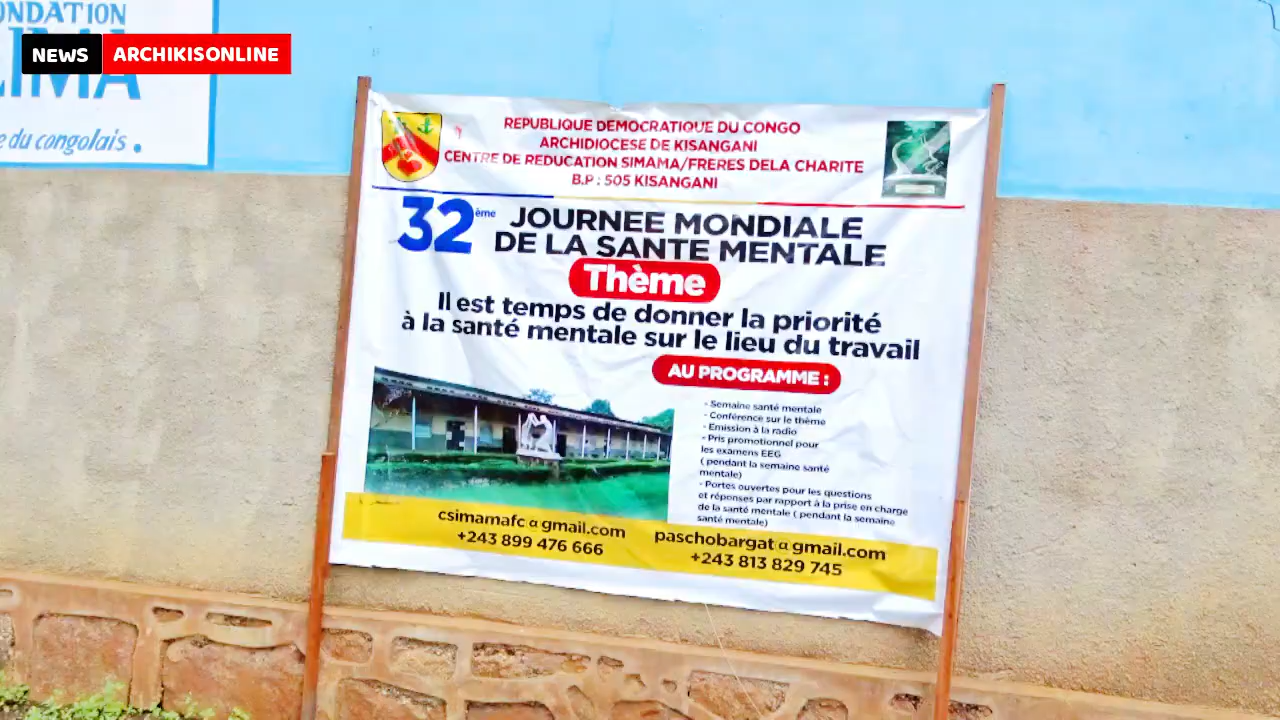 ONDATION
NEWS ARCHIKISONLINE
e du congolais.
REPUBLIQUE DEMOCRATIQUE DU CONGO
ARCHIDIOCESE DE KISANGANI
CENTRE DE REDUCATION SIMAMA/FRERES DELA CHARITE
B.P : 505 KISANGANI
32ème JOURNEE MONDIALE
DE LA SANTE MENTALE
Thème
Il est temps de donner la priorité
à la santé mentale sur le lieu du travail
AU PROGRAMME :
- Semaine santé mentale
- Conférence sur le thème
- Emission à la radio
- Pris promotionnel pour
les examens EEG
( pendant la semaine santé
mentale)
- Portes ouvertes pour les questions
et réponses par rapport à la prise en charge
de la santé mentale ( pendant la semaine
santé mentale)
csimamafc@gmail.com
+243 899 476 666
paschobargat@gmail.com
+243 813 829 745